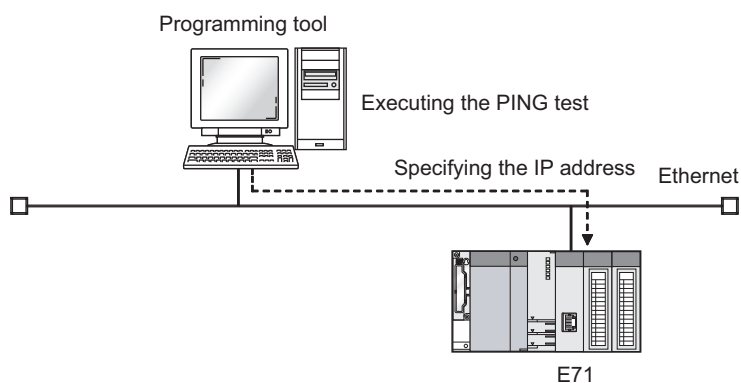 Programming tool
Executing the PING test
Specifying the IP address
Ethernet
E71